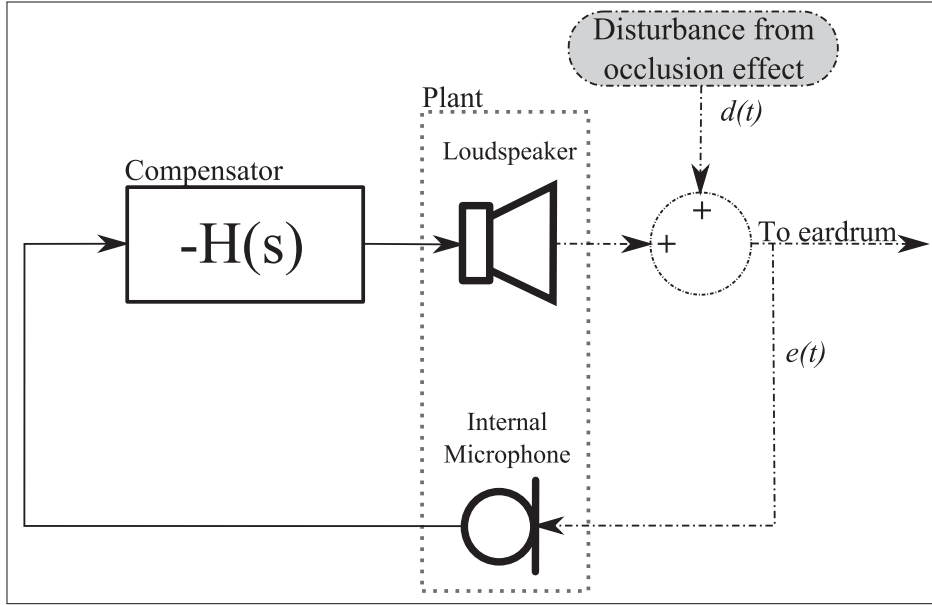 Disturbance from
occlusion effect
d(t)
Plant
Loudspeaker
Compensator
-H(s)
+
+
To eardrum
e(t)
Internal
Microphone